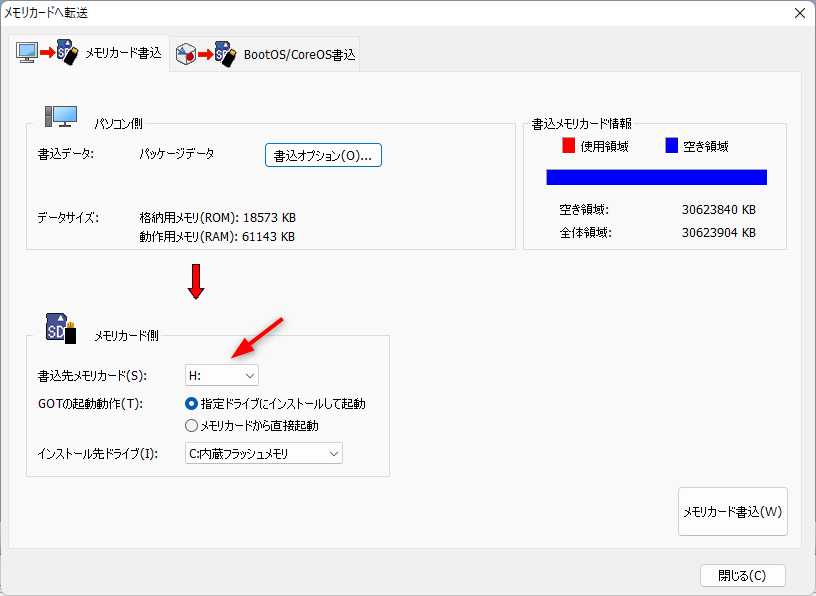 メモリカードへ転送
メモリカード書込
BootOS/CoreOS書込
パソコン側
書込データ: パッケージデータ 書込オプション(O)...
データサイズ: 格納用メモリ(ROM): 18573 KB
動作用メモリ(RAM): 61143 KB
書込メモリカード情報
使用領域 空き領域
空き領域: 30623840 KB
全体領域: 30623904 KB
SD
メモリカード側
書込先メモリカード(S): H:
GOTの起動動作(T): 指定ドライブにインストールして起動
メモリカードから直接起動
インストール先ドライブ(I): C:内蔵フラッシュメモリ
メモリカード書込(W)
閉じる(C)